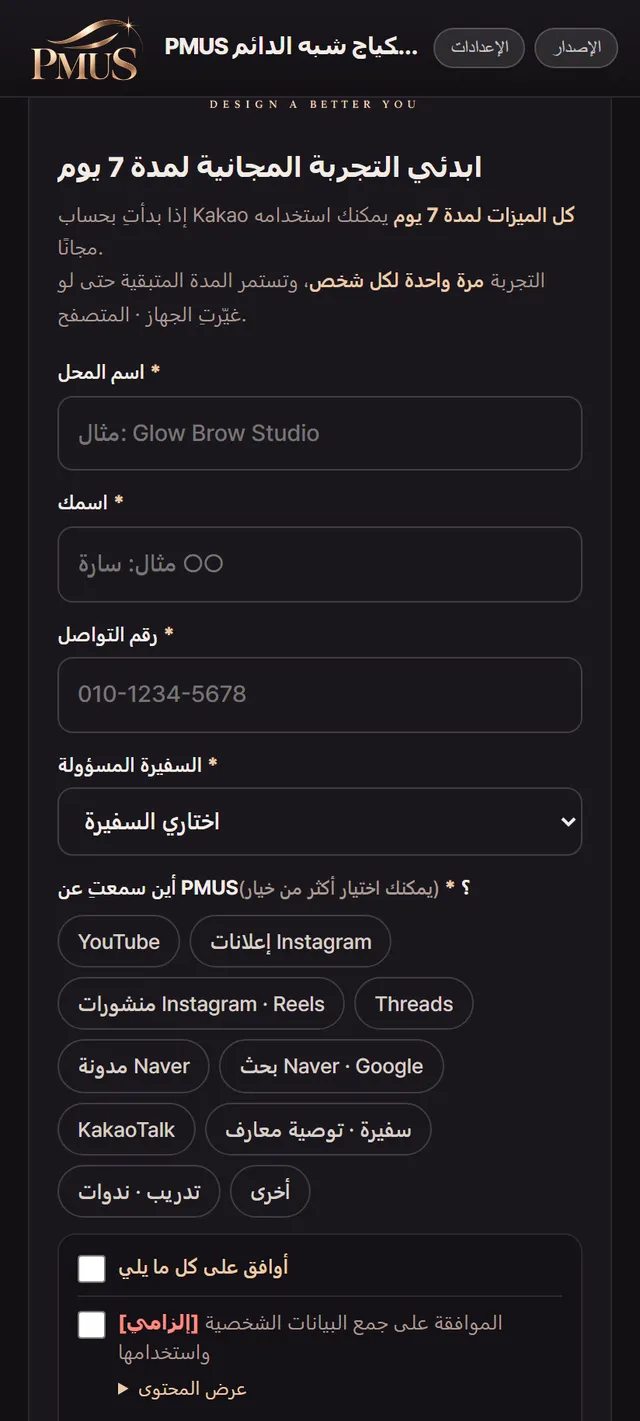 PMUS
PMUS كياج شبه الدائم...
الإعدادات
الإصدار
DESIGN A BETTER YOU
ابدئي التجربة المجانية لمدة 7 يوم
إذا بدأتِ بحساب Kakao يمكنك استخدامه كل الميزات لمدة 7 يوم
مجانًا.
التجربة مرة واحدة لكل شخص، وتستمر المدة المتبقية حتى لو
غيّرتِ الجهاز · المتصفح.
اسم المحل *
مثال: Glow Brow Studio
اسمك *
مثال: سارة ○○
رقم التواصل *
010-1234-5678
السفيرة المسؤولة *
اختاري السفيرة
أين سمعتِ عن PMUS(يمكنك اختيار أكثر من خيار) * ؟
YouTube
إعلانات Instagram
منشورات Instagram · Reels
Threads
مدونة Naver
بحث Naver · Google
KakaoTalk
سفيرة · توصية معارف
تدريب · ندوات
أخرى
أوافق على كل ما يلي
[إلزامي] الموافقة على جمع البيانات الشخصية
واستخدامها
عرض المحتوى